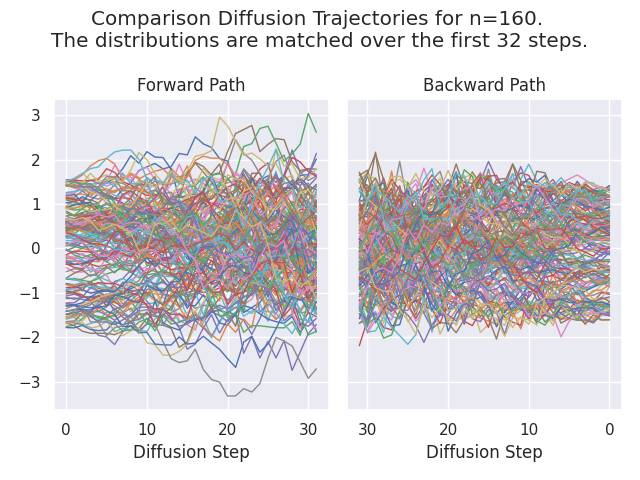 Comparison Diffusion Trajectories for n=160.
The distributions are matched over the first 32 steps.
Forward Path
Backward Path
3
2
1
0
−1
−2
−3
0 10 20 30
30 20 10 0
Diffusion Step
Diffusion Step